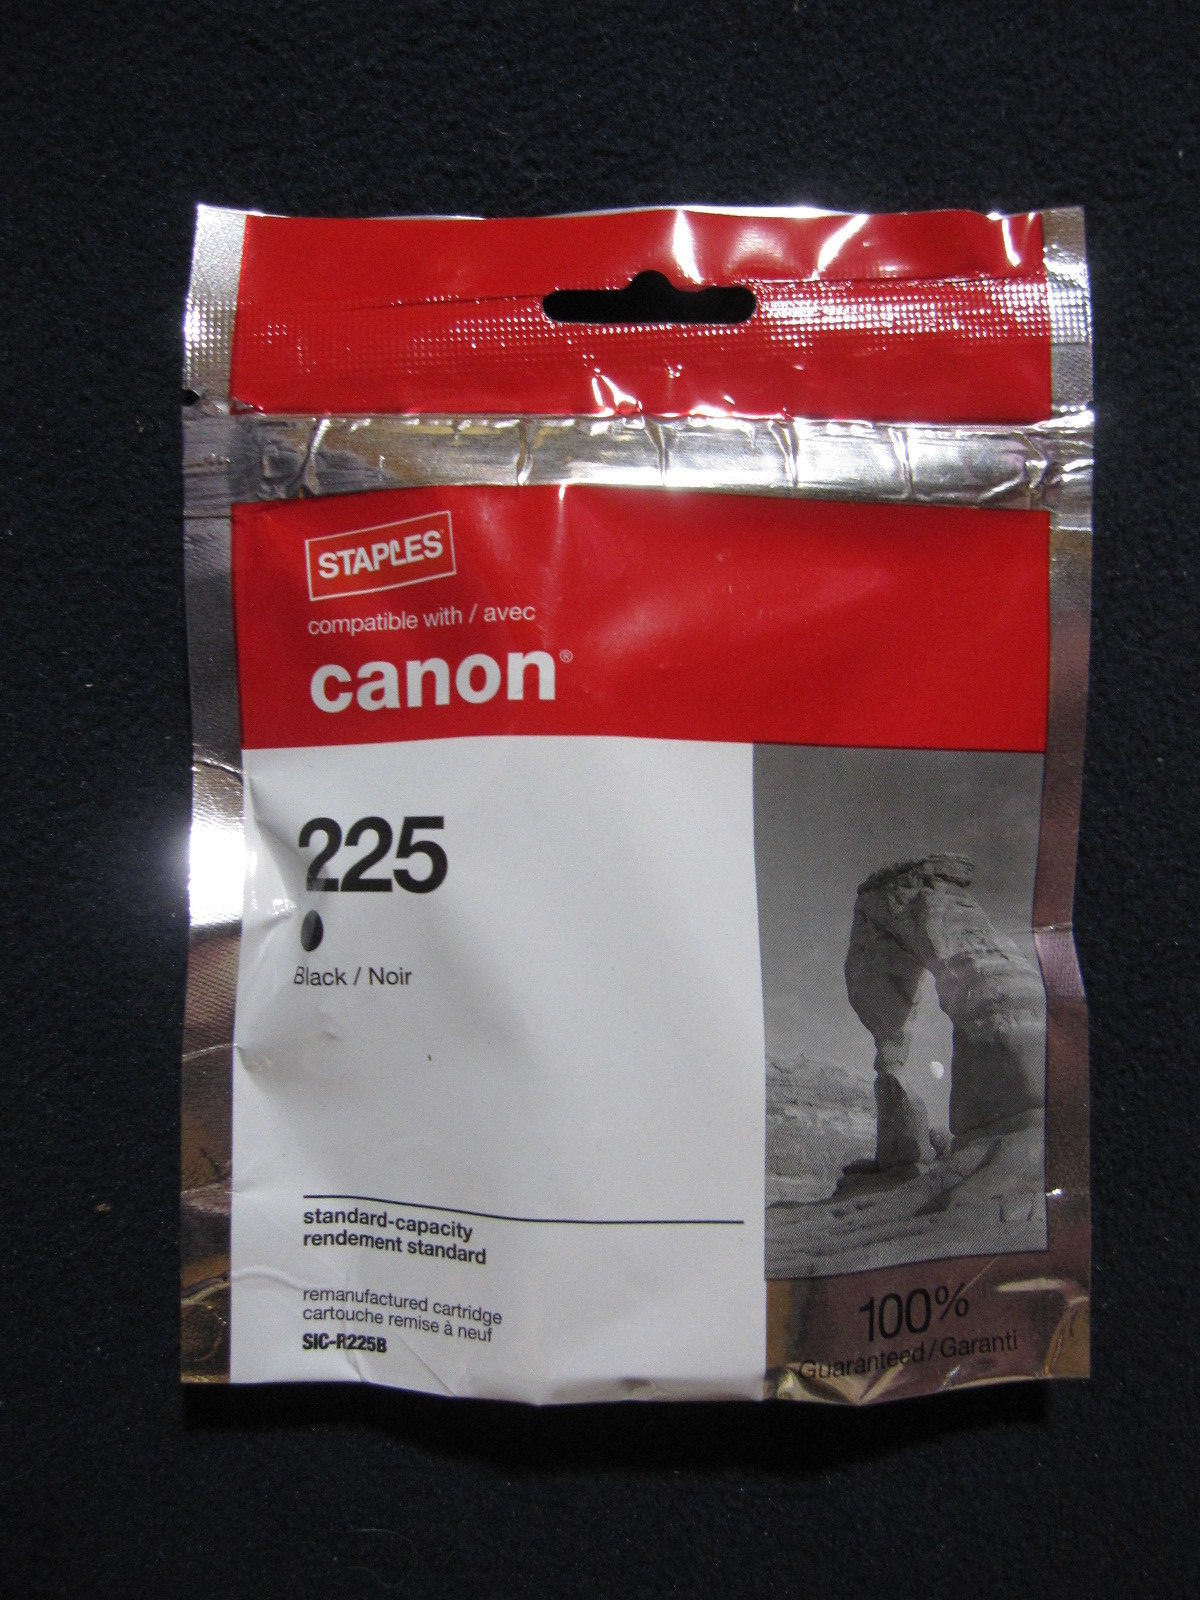 STAPLES
compatible with / avec
canon®
225
Black / Noir
standard-capacity
rendement standard
remanufactured cartridge
cartouche remise à neuf
SIC-R225B
100%
Guaranteed / Garanti